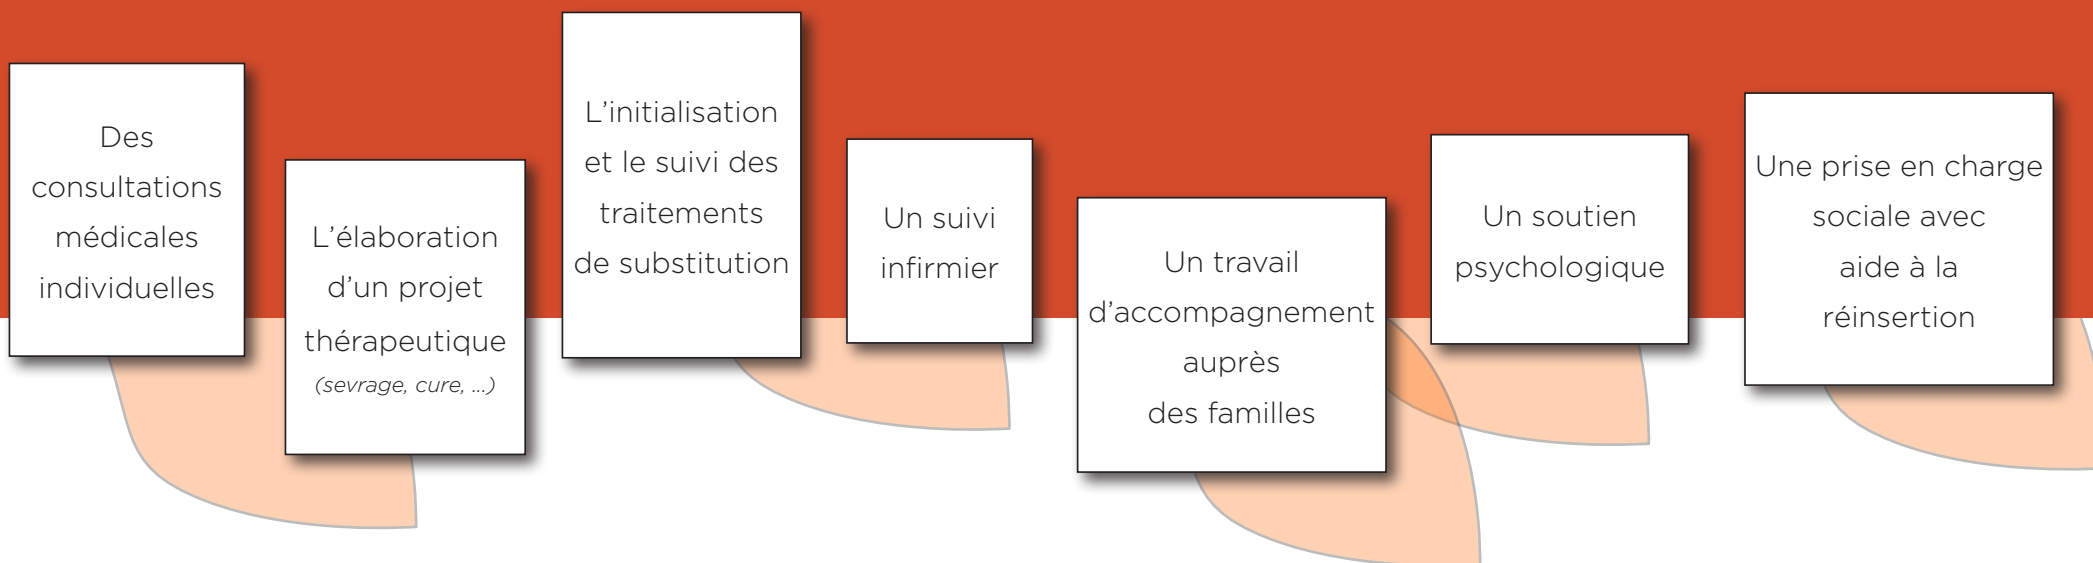 Des
consultations
médicales
individuelles
L'élaboration
d'un projet
thérapeutique
(sevrage, cure, ...)
L'initialisation
et le suivi des
traitements
de substitution
Un suivi
infirmier
Un travail
d'accompagnement
auprès
des familles
Un soutien
psychologique
Une prise en charge
sociale avec
aide à la
réinsertion